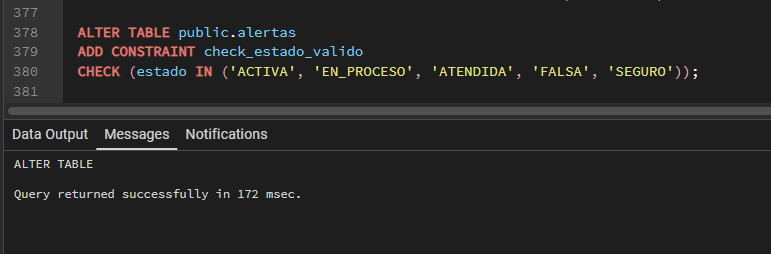 377
378 ALTER TABLE public.alertas
379 ADD CONSTRAINT check_estado_valido
380 CHECK (estado IN ('ACTIVA', 'EN_PROCESO', 'ATENDIDA', 'FALSA', 'SEGURO'));
381
Data Output Messages Notifications
ALTER TABLE
Query returned successfully in 172 msec.